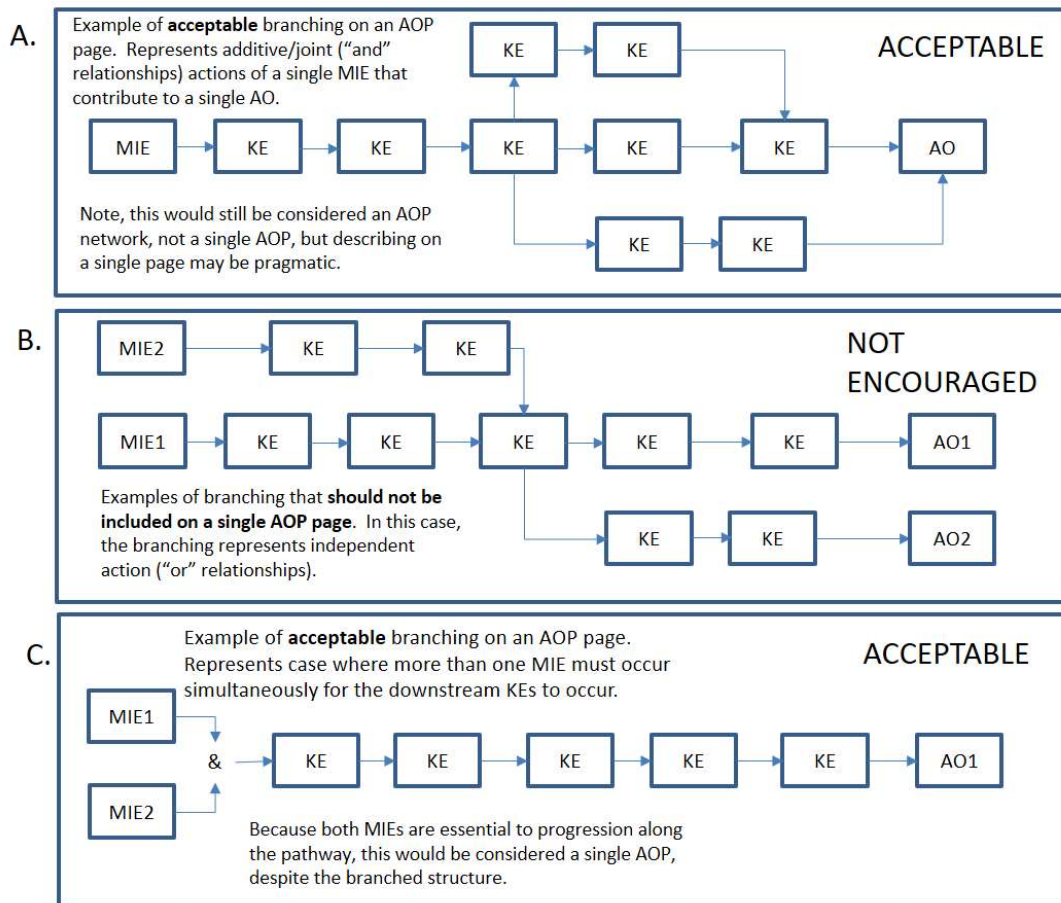 A.
Example of acceptable branching on an AOP
page. Represents additive/joint (“and”
relationships) actions of a single MIE that
contribute to a single AO.
ACCEPTABLE
KE KE
MIE KE KE KE KE KE AO
Note, this would still be considered an AOP
network, not a single AOP, but describing on
a single page may be pragmatic.
KE KE
B.
MIE2 KE KE
NOT
ENCOURAGED
MIE1 KE KE KE KE KE AO1
Examples of branching that should not be
included on a single AOP page. In this case,
the branching represents independent
action (“or” relationships).
KE KE AO2
C.
Example of acceptable branching on an AOP page.
Represents case where more than one MIE must occur
simultaneously for the downstream KEs to occur.
ACCEPTABLE
MIE1
& KE KE KE KE KE AO1
MIE2
Because both MIEs are essential to progression along
the pathway, this would be considered a single AOP,
despite the branched structure.